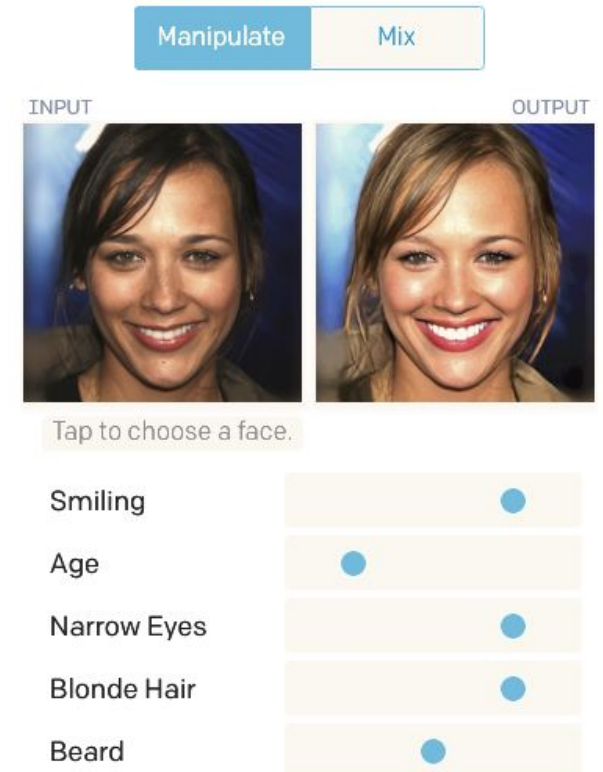 Manipulate Mix
INPUT OUTPUT
Tap to choose a face.
Smiling
Age
Narrow Eyes
Blonde Hair
Beard